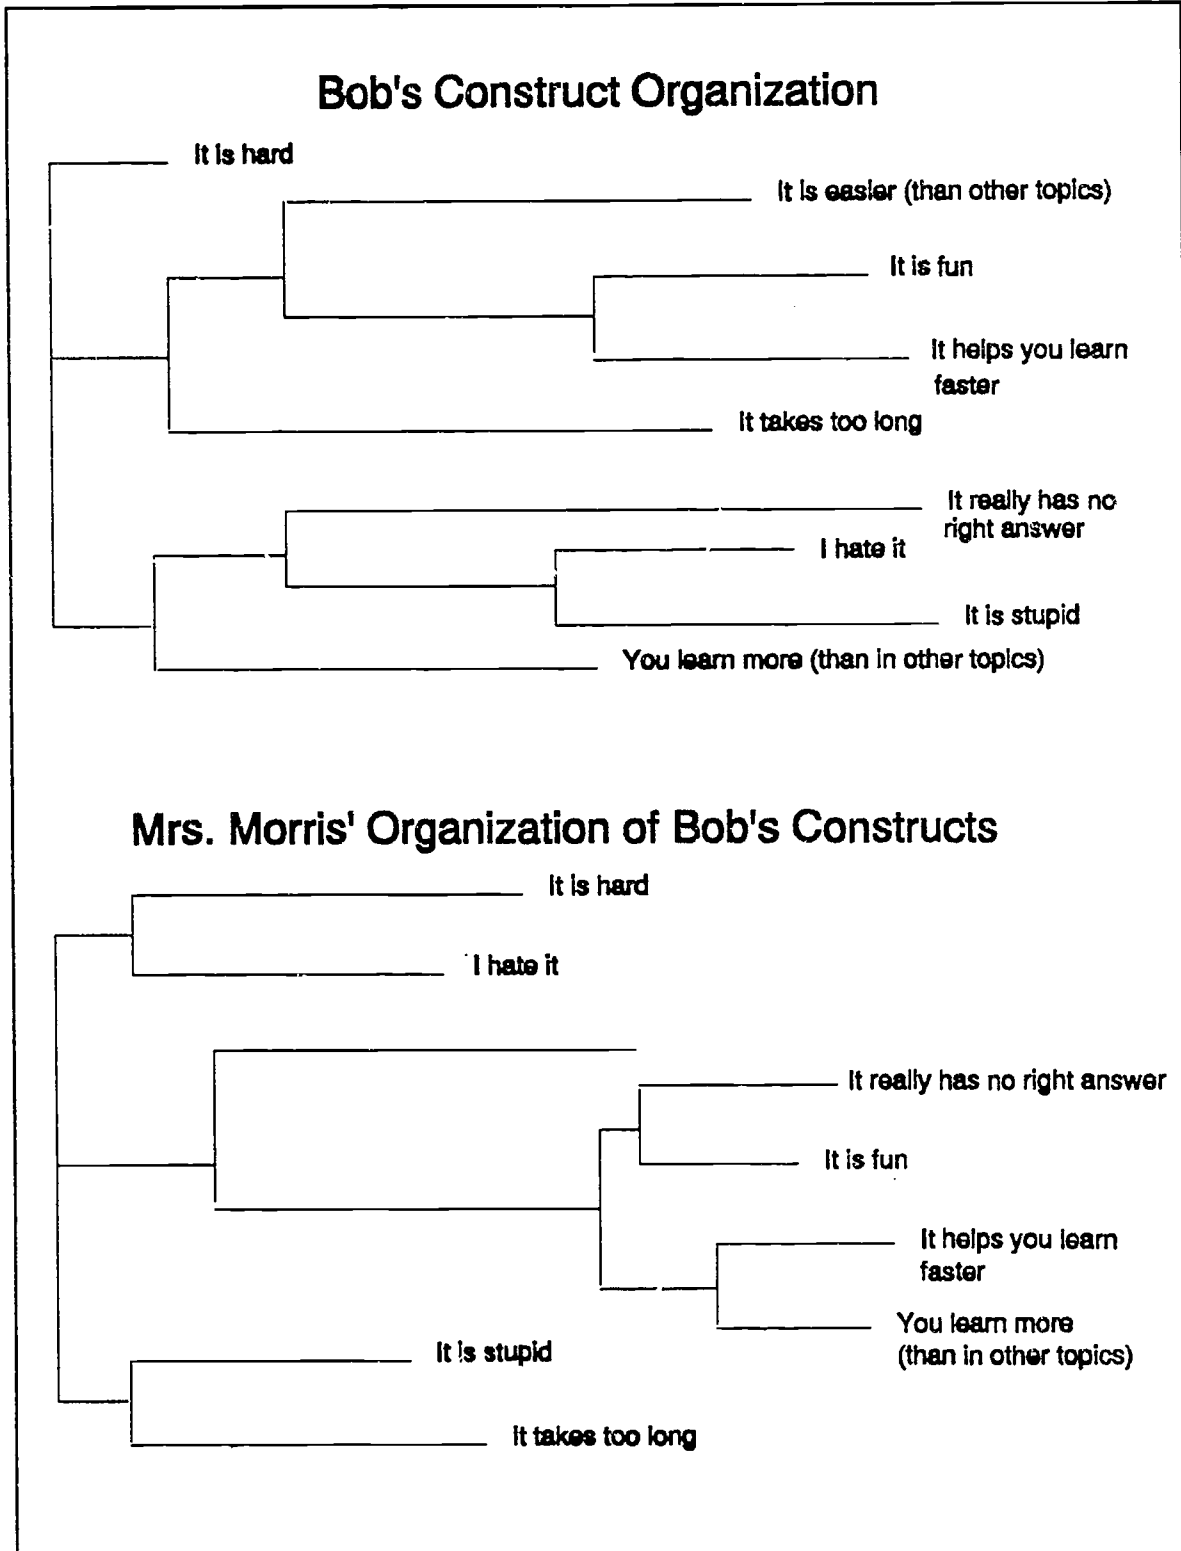 Bob's Construct Organization
It is hard
It is easier (than other topics)
It is fun
It helps you learn
faster
It takes too long
It really has no
right answer
I hate it
It is stupid
You learn more (than in other topics)
Mrs. Morris' Organization of Bob's Constructs
It is hard
I hate it
It really has no right answer
It is fun
It helps you learn
faster
You learn more
(than in other topics)
It is stupid
It takes too long